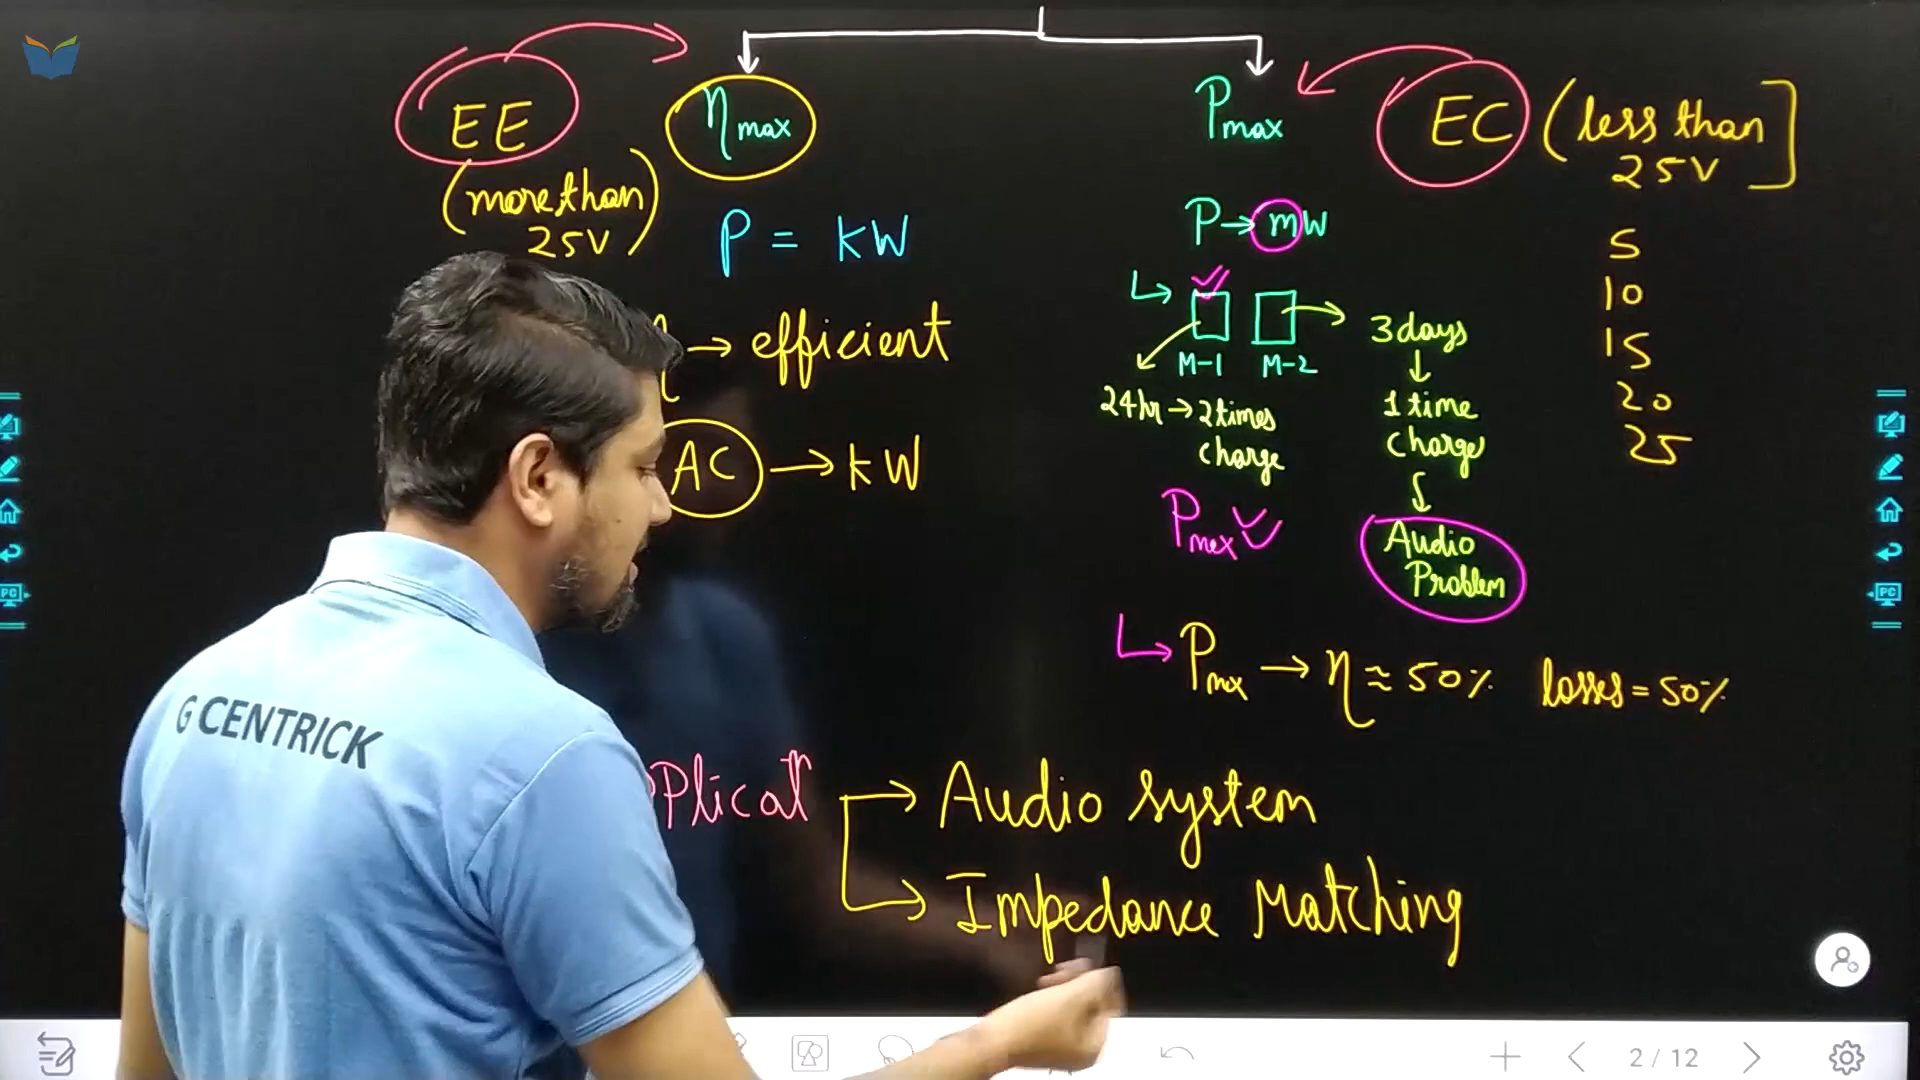 EE
ηmax
Pmax
EC (less than
25V]
(more than
25V)
P = kW
P→mW
5
10
15
20
25
η → efficient
M-1 M-2
3days
24hr → 2times
charge
1 time
charge
AC → kW
Pmax
Audio
Problem
Pmax → η ≈ 50% losses = 50%
Audio system
Impedance Matching
G CENTRICK
2 / 12
PC
PC